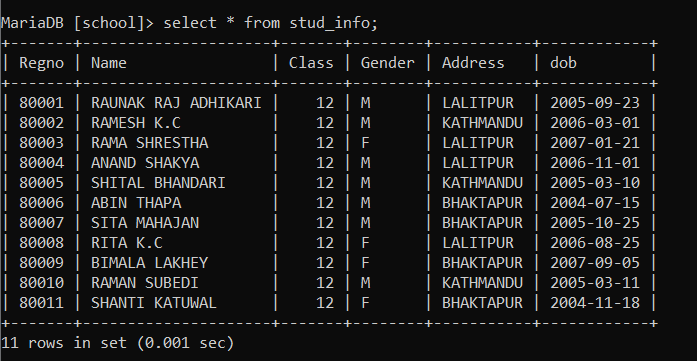 MariaDB [school]> select * from stud_info;
+-------+---------------------+-------+--------+-----------+------------+
| Regno | Name                | Class | Gender | Address   | dob        |
+-------+---------------------+-------+--------+-----------+------------+
| 80001 | RAUNAK RAJ ADHIKARI |    12 | M      | LALITPUR  | 2005-09-23 |
| 80002 | RAMESH K.C          |    12 | M      | KATHMANDU | 2006-03-01 |
| 80003 | RAMA SHRESTHA       |    12 | F      | LALITPUR  | 2007-01-21 |
| 80004 | ANAND SHAKYA        |    12 | M      | LALITPUR  | 2006-11-01 |
| 80005 | SHITAL BHANDARI     |    12 | M      | KATHMANDU | 2005-03-10 |
| 80006 | ABIN THAPA          |    12 | M      | BHAKTAPUR | 2004-07-15 |
| 80007 | SITA MAHAJAN        |    12 | M      | BHAKTAPUR | 2005-10-25 |
| 80008 | RITA K.C            |    12 | F      | LALITPUR  | 2006-08-25 |
| 80009 | BIMALA LAKHEY       |    12 | F      | BHAKTAPUR | 2007-09-05 |
| 80010 | RAMAN SUBEDI        |    12 | M      | KATHMANDU | 2005-03-11 |
| 80011 | SHANTI KATUWAL      |    12 | F      | BHAKTAPUR | 2004-11-18 |
+-------+---------------------+-------+--------+-----------+------------+
11 rows in set (0.001 sec)